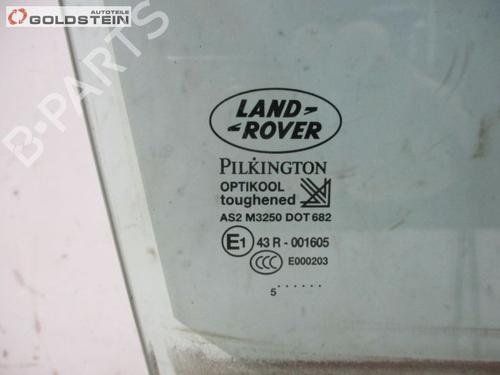 AUTOTEILE
GOLDSTEIN
B-PARTS
LAND
ROVER
PILKINGTON
OPTIKOOL
toughened
AS2 M3250 DOT 682
E1 43 R - 001605
CCC E000203
5......